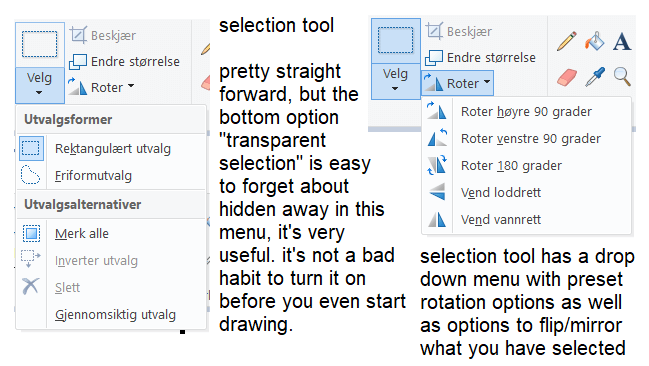 Velg
Beskjær
Endre størrelse
Roter
Utvalgsformer
Rektangulært utvalg
Friformutvalg
Utvalgsalternativer
Merk alle
Inverter utvalg
Slett
Gjennomsiktig utvalg
selection tool
pretty straight
forward, but the
bottom option
"transparent
selection" is easy
to forget about
hidden away in this
menu, it's very
useful. it's not a bad
habit to turn it on
before you even start
drawing.
Velg
Beskjær
Endre størrelse
Roter
A
Roter høyre 90 grader
Roter venstre 90 grader
Roter 180 grader
Vend loddrett
Vend vannrett
selection tool has a drop
down menu with preset
rotation options as well
as options to flip/mirror
what you have selected